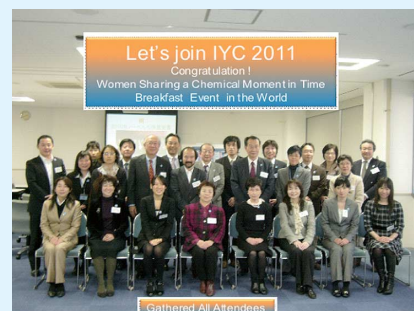 Let's join IYC 2011
Congratulation !
Women Sharing a Chemical Moment in Time
Breakfast Event in the World
Gathered All Attendees